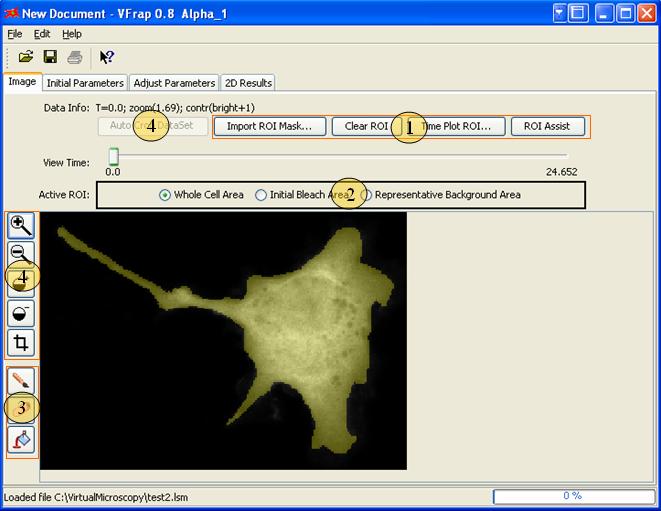 New Document - VFrap 0.8 Alpha_1
File Edit Help
Image Initial Parameters Adjust Parameters 2D Results
Data Info: T=0.0; zoom(1.69); contr(bright+1)
Auto 4 DataSet Import ROI Mask... Clear ROI 1 Time Plot ROI... ROI Assist
View Time:
0.0 24.652
Active ROI: Whole Cell Area Initial Bleach Area 2 Representative Background Area
4
3
Loaded file C:\VirtualMicroscopy\test2.lsm 0 %